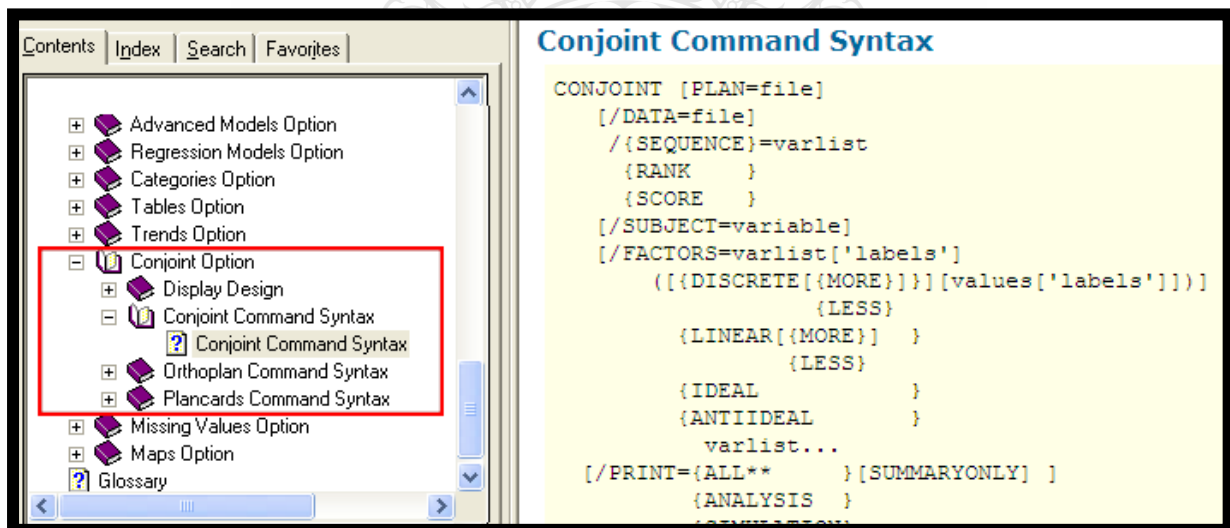 Contents Index Search Favorites
Advanced Models Option
Regression Models Option
Categories Option
Tables Option
Trends Option
Conjoint Option
Display Design
Conjoint Command Syntax
Conjoint Command Syntax
Orthoplan Command Syntax
Plancards Command Syntax
Missing Values Option
Maps Option
Glossary
Conjoint Command Syntax
CONJOINT [PLAN=file]
[/DATA=file]
/{SEQUENCE}=varlist
{RANK }
{SCORE }
[/SUBJECT=variable]
[/FACTORS=varlist['labels']
([{DISCRETE[{MORE}]}][values['labels']])]
{LESS}
{LINEAR[{MORE}] }
{LESS}
{IDEAL }
{ANTIIDEAL }
varlist...
[/PRINT={ALL** }[SUMMARYONLY] ]
{ANALYSIS }